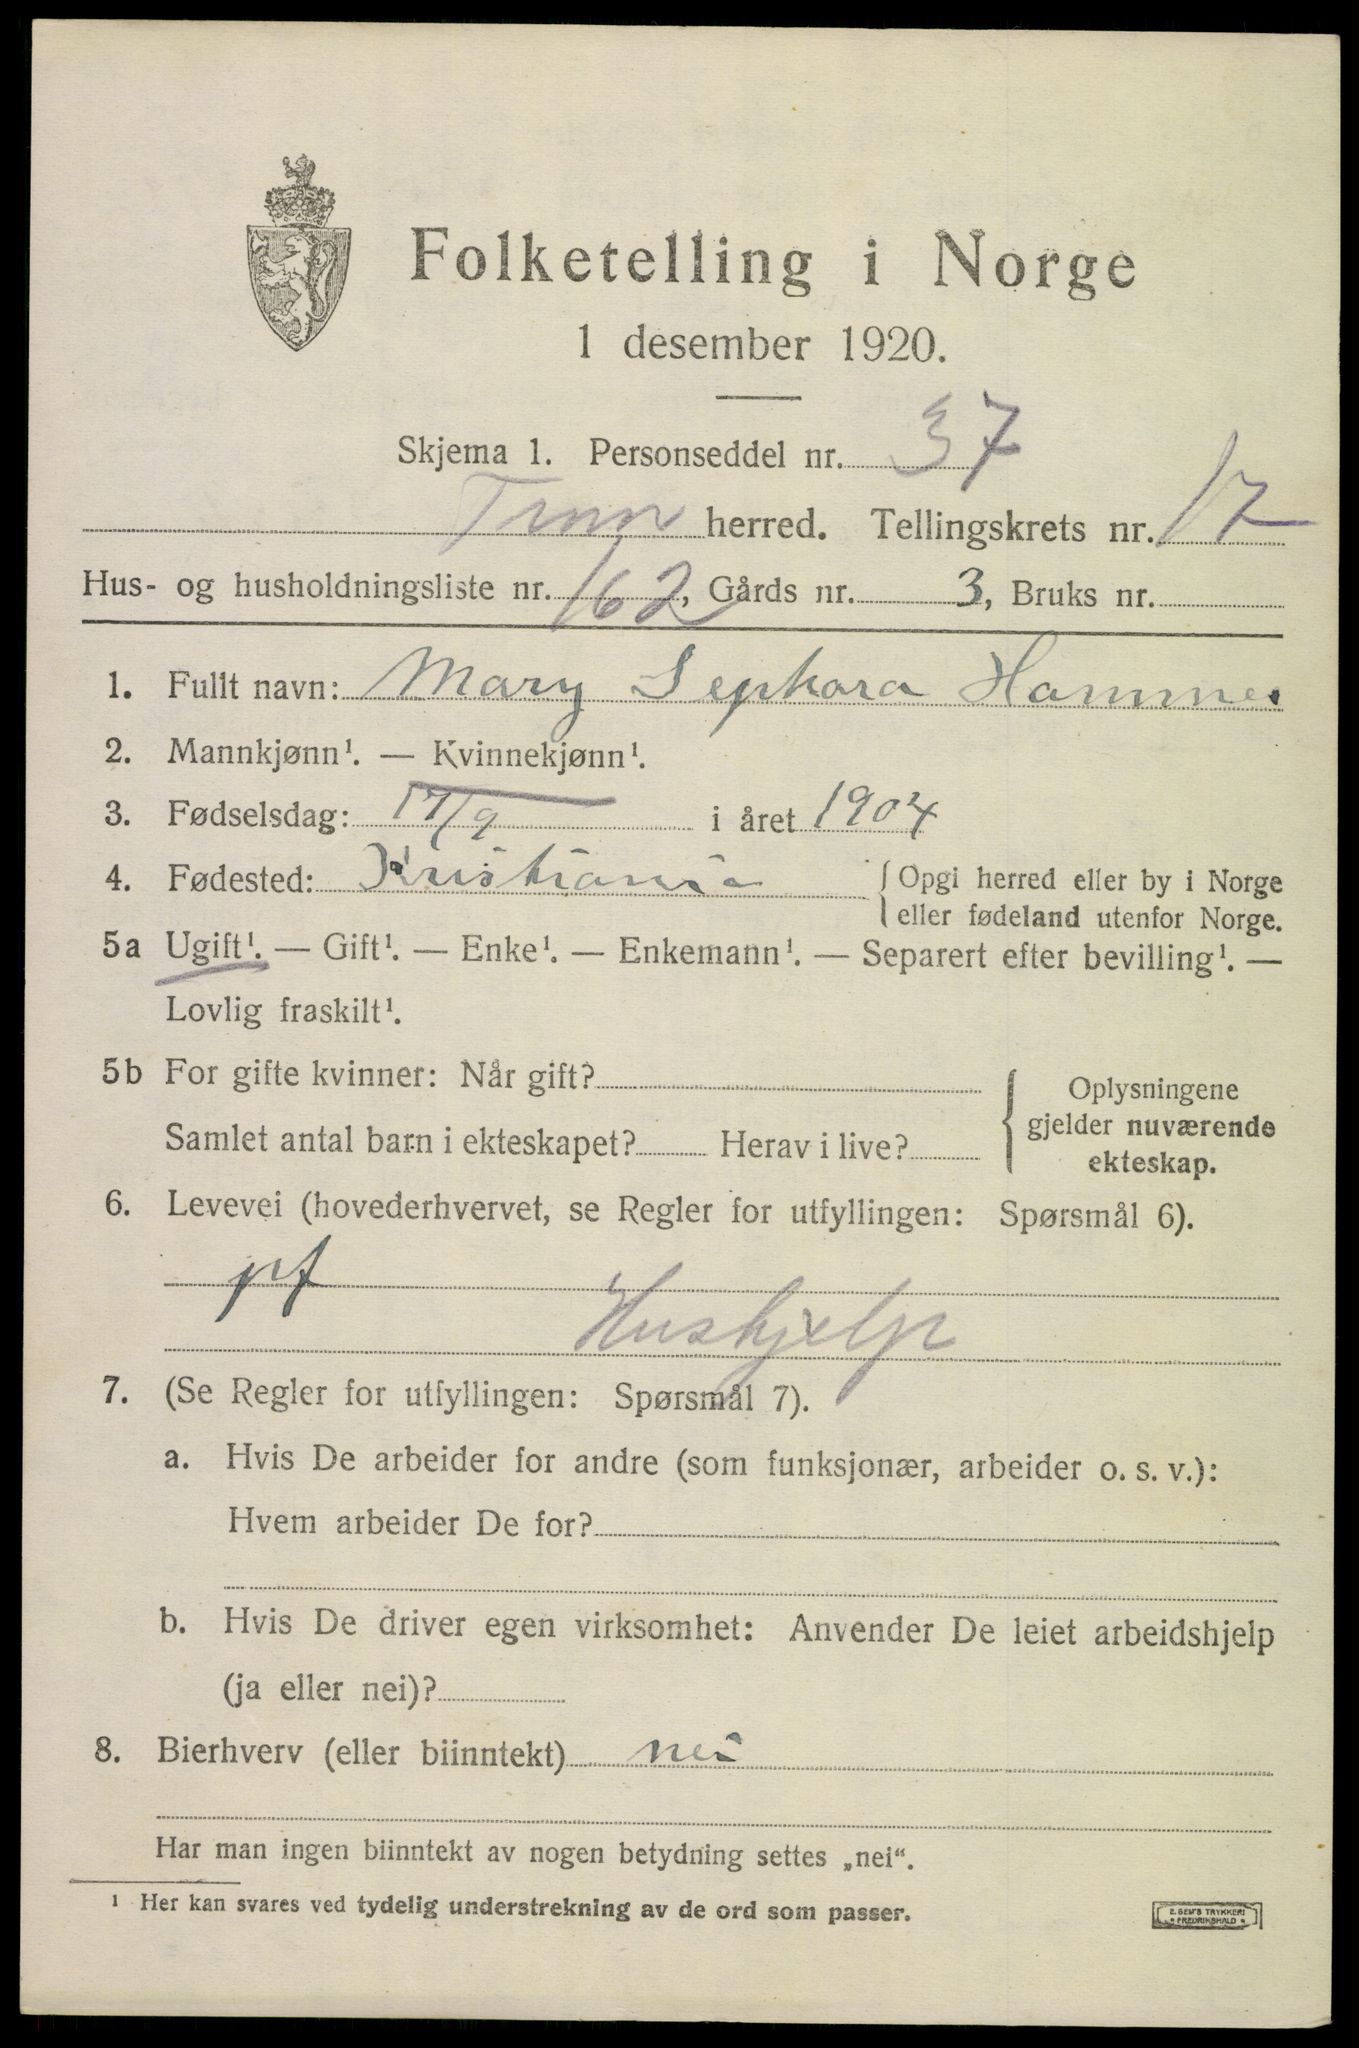 Folketelling i Norge
1 desember 1920.
Skjema 1. Personseddel nr. 37
Tinn herred. Tellingskrets nr. 17
Hus- og husholdningsliste nr. 162, Gårds nr. 3, Bruks nr.
1. Fullt navn: Mary Sephora Hammer
2. Mannkjønn¹. — Kvinnekjønn¹.
3. Fødselsdag: 17/9 i året 1904
4. Fødested: Kristiania { Opgi herred eller by i Norge
eller fødeland utenfor Norge.
5a Ugift¹. — Gift¹. — Enke¹. — Enkemann¹. — Separert efter bevilling¹. —
Lovlig fraskilt¹.
5b For gifte kvinner: Når gift? { Oplysningene
gjelder nuværende
Samlet antal barn i ekteskapet? Herav i live?
ekteskap.
6. Levevei (hovederhvervet, se Regler for utfyllingen: Spørsmål 6).
pf
Hushjelp
7. (Se Regler for utfyllingen: Spørsmål 7).
a. Hvis De arbeider for andre (som funksjonær, arbeider o. s. v.):
Hvem arbeider De for?
b. Hvis De driver egen virksomhet: Anvender De leiet arbeidshjelp
(ja eller nei)?
8. Bierhverv (eller biinntekt) nei
Har man ingen biinntekt av nogen betydning settes „nei“.
¹ Her kan svares ved tydelig understrekning av de ord som passer.
E. SEM'S TRYKKERI
FREDRIKSHALD